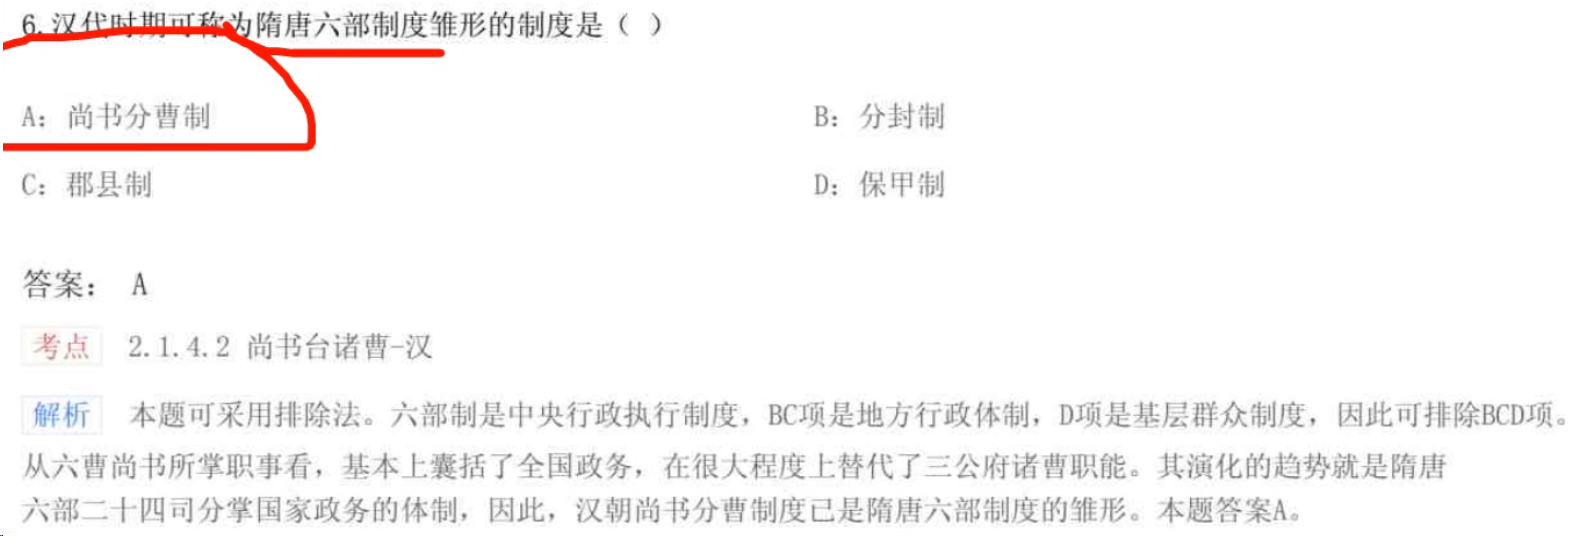 6.汉代时期可称为隋唐六部制度雏形的制度是（ ）
A：尚书分曹制
B：分封制
C：郡县制
D：保甲制
答案： A
考点 2.1.4.2 尚书台诸曹-汉
解析 本题可采用排除法。六部制是中央行政执行制度，BC项是地方行政体制，D项是基层群众制度，因此可排除BCD项。
从六曹尚书所掌职事看，基本上囊括了全国政务，在很大程度上替代了三公府诸曹职能。其演化的趋势就是隋唐
六部二十四司分掌国家政务的体制，因此，汉朝尚书分曹制度已是隋唐六部制度的雏形。本题答案A。